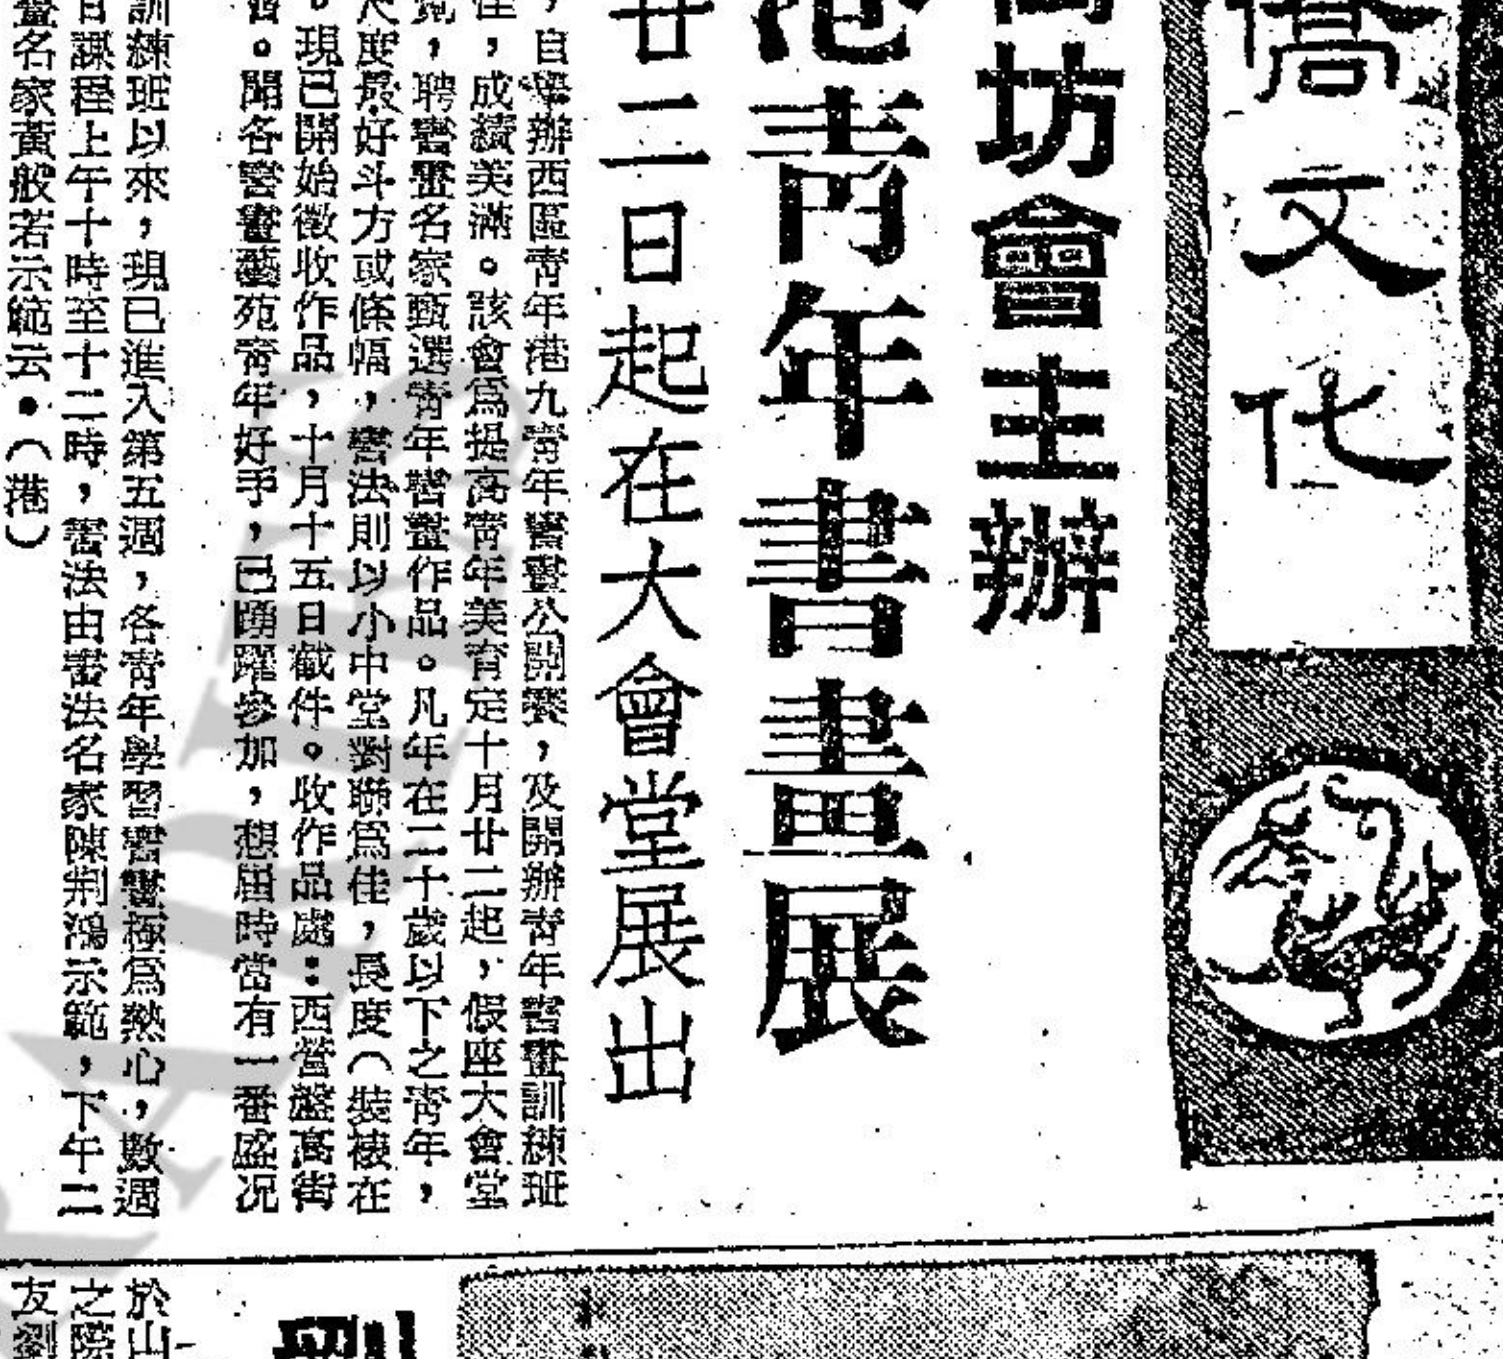 僑文化
街坊會主辦
港青年書畫展
廿二日起在大會堂展出
，自舉辦西區青年港九青年書畫公開賽，及開辦青年書畫訓練班
佳，成績美滿。該會為提高青年美育定十月廿二起，假座大會堂
覽，聘書畫名家甄選青年書畫作品。凡年在二十歲以下之青年，
尺度最好斗方或條幅，書法則以小中堂對聯為佳，長度（裝裱在
。現已開始徵收作品，十月十五日截件。收作品處：西營盤高街
。聞各書畫藝苑青年好手，已踴躍參加，想屆時當有一番盛况
訓練班以來，現已進入第五週，各青年學習書畫極為熱心，數週
日課程上午十時至十二時，書法由書法名家陳荆鴻示範，下午二
畫名家黃般若示範云。（港）
於山
之際
友劉
劉